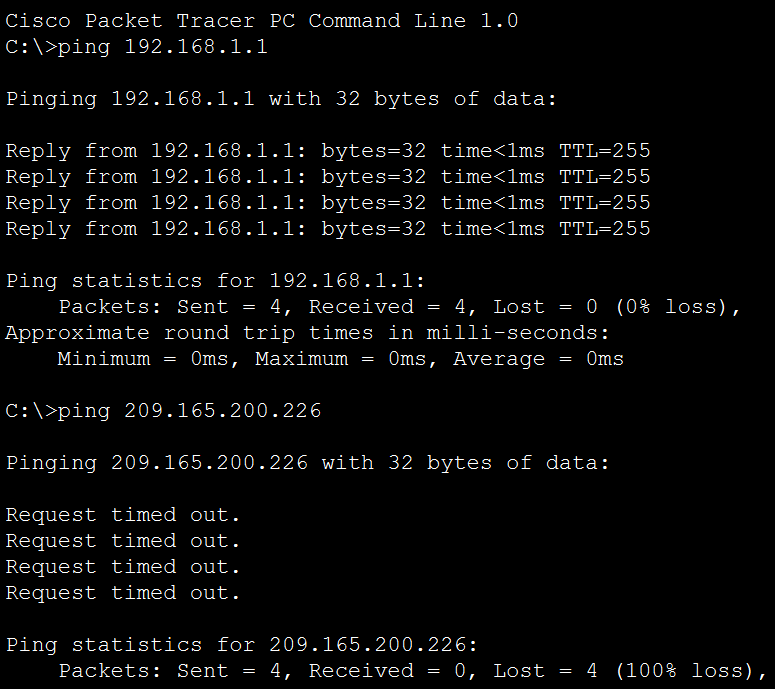 Cisco Packet Tracer PC Command Line 1.0
C:\>ping 192.168.1.1
Pinging 192.168.1.1 with 32 bytes of data:
Reply from 192.168.1.1: bytes=32 time<1ms TTL=255
Reply from 192.168.1.1: bytes=32 time<1ms TTL=255
Reply from 192.168.1.1: bytes=32 time<1ms TTL=255
Reply from 192.168.1.1: bytes=32 time<1ms TTL=255
Ping statistics for 192.168.1.1:
    Packets: Sent = 4, Received = 4, Lost = 0 (0% loss),
Approximate round trip times in milli-seconds:
    Minimum = 0ms, Maximum = 0ms, Average = 0ms
C:\>ping 209.165.200.226
Pinging 209.165.200.226 with 32 bytes of data:
Request timed out.
Request timed out.
Request timed out.
Request timed out.
Ping statistics for 209.165.200.226:
    Packets: Sent = 4, Received = 0, Lost = 4 (100% loss),